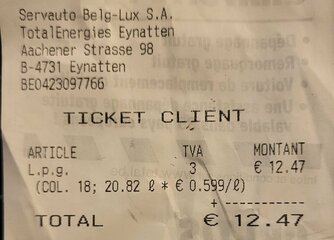 Servauto Belg-Lux S.A.
TotalEnergies Eynatten
Aachener Strasse 98
B-4731 Eynatten
BE0423097766
TICKET CLIENT
ARTICLE TVA MONTANT
L.p.g. 3 € 12.47
(COL. 18; 20.82 ℓ * € 0.599/ℓ)
+ -----------
TOTAL € 12.47